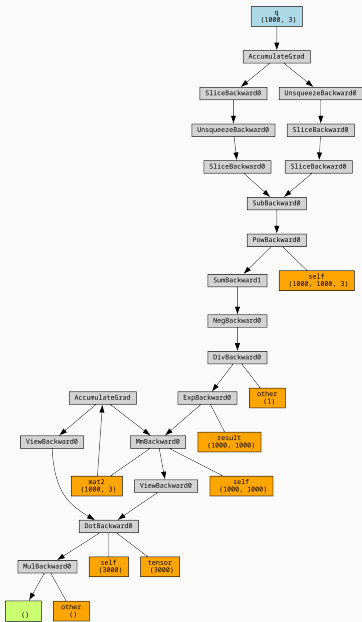 q
(1000, 3)
AccumulateGrad
SliceBackward0
UnsqueezeBackward0
UnsqueezeBackward0
SliceBackward0
SliceBackward0
SliceBackward0
SubBackward0
PowBackward0
SumBackward1
self
(1000, 1000, 3)
NegBackward0
DivBackward0
AccumulateGrad
ExpBackward0
other
(1)
ViewBackward0
MmBackward0
result
(1000, 1000)
mat2
(1000, 3)
ViewBackward0
self
(1000, 1000)
DotBackward0
MulBackward0
self
(3000)
tensor
(3000)
()
other
()